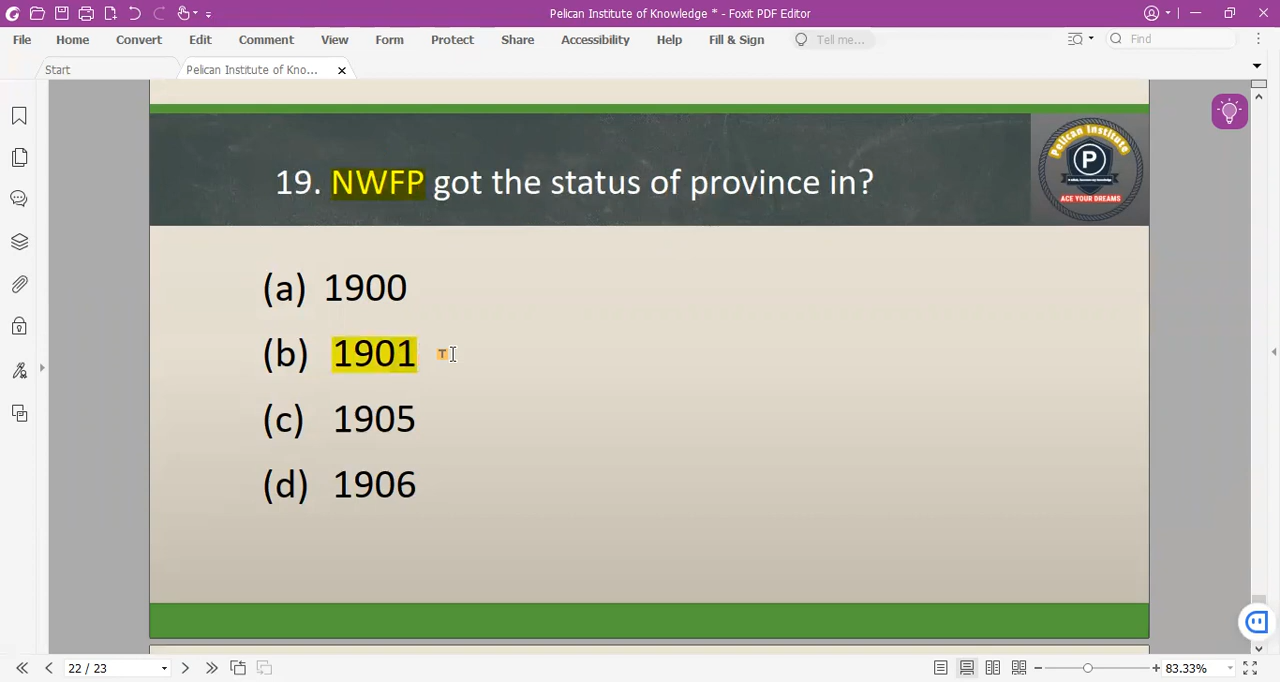 Pelican Institute of Knowledge * - Foxit PDF Editor
File Home Convert Edit Comment View Form Protect Share Accessibility Help Fill & Sign Tell me... Find
Start Pelican Institute of Kno...
19. NWFP got the status of province in?
Pelican Institute
P
ACE YOUR DREAMS
(a) 1900
(b) 1901
(c) 1905
(d) 1906
22 / 23 83.33%